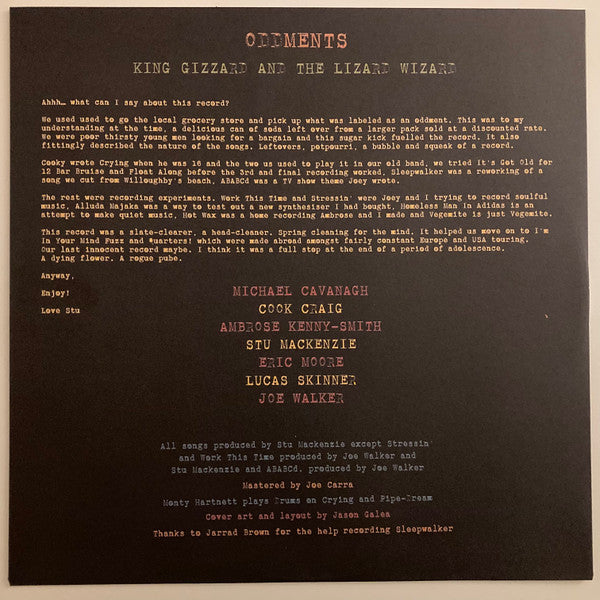 ODDMENTS
KING GIZZARD AND THE LIZARD WIZARD
Ahhh… what can I say about this record?
We used used to go the local grocery store and pick up what was labeled as an oddment. This was to my
understanding at the time, a delicious can of soda left over from a larger pack sold at a discounted rate.
We were poor thirsty young men looking for a bargain and this sugar kick fuelled the record. It also
fittingly described the nature of the songs. Leftovers, potpourri, a bubble and squeak of a record.
Cooky wrote Crying when he was 16 and the two us used to play it in our old band, we tried It's Got Old for
12 Bar Bruise and Float Along before the 3rd and final recording worked, Sleepwalker was a reworking of a
song we cut from Willoughby's beach, ABABCd was a TV show theme Joey wrote.
The rest were recording experiments. Work This Time and Stressin' were Joey and I trying to record soulful
music, Alluda Majaka was a way to test out a new synthesiser I had bought, Homeless Man In Adidas is an
attempt to make quiet music, Hot Wax was a home recording Ambrose and I made and Vegemite is just Vegemite.
This record was a slate-clearer, a head-cleaner. Spring cleaning for the mind. It helped us move on to I'm
In Your Mind Fuzz and Quarters! which were made abroad amongst fairly constant Europe and USA touring.
Our last innocent record maybe. I think it was a full stop at the end of a period of adolescence.
A dying flower. A rogue pube.
Anyway,
Enjoy!
Love Stu
MICHAEL CAVANAGH
COOK CRAIG
AMBROSE KENNY-SMITH
STU MACKENZIE
ERIC MOORE
LUCAS SKINNER
JOE WALKER
All songs produced by Stu Mackenzie except Stressin'
and Work This Time produced by Joe Walker and
Stu Mackenzie and ABABCd. produced by Joe Walker
Mastered by Joe Carra
Monty Hartnett plays Drums on Crying and Pipe-Dream
Cover art and layout by Jason Galea
Thanks to Jarrad Brown for the help recording Sleepwalker